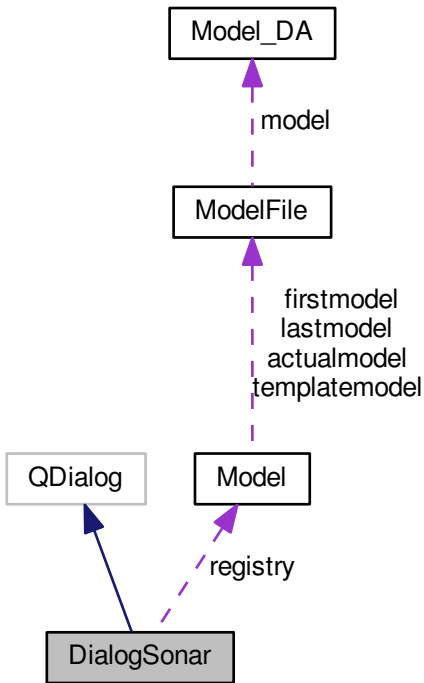 Model_DA
model
ModelFile
firstmodel
lastmodel
actualmodel
templatemodel
QDialog
Model
registry
DialogSonar